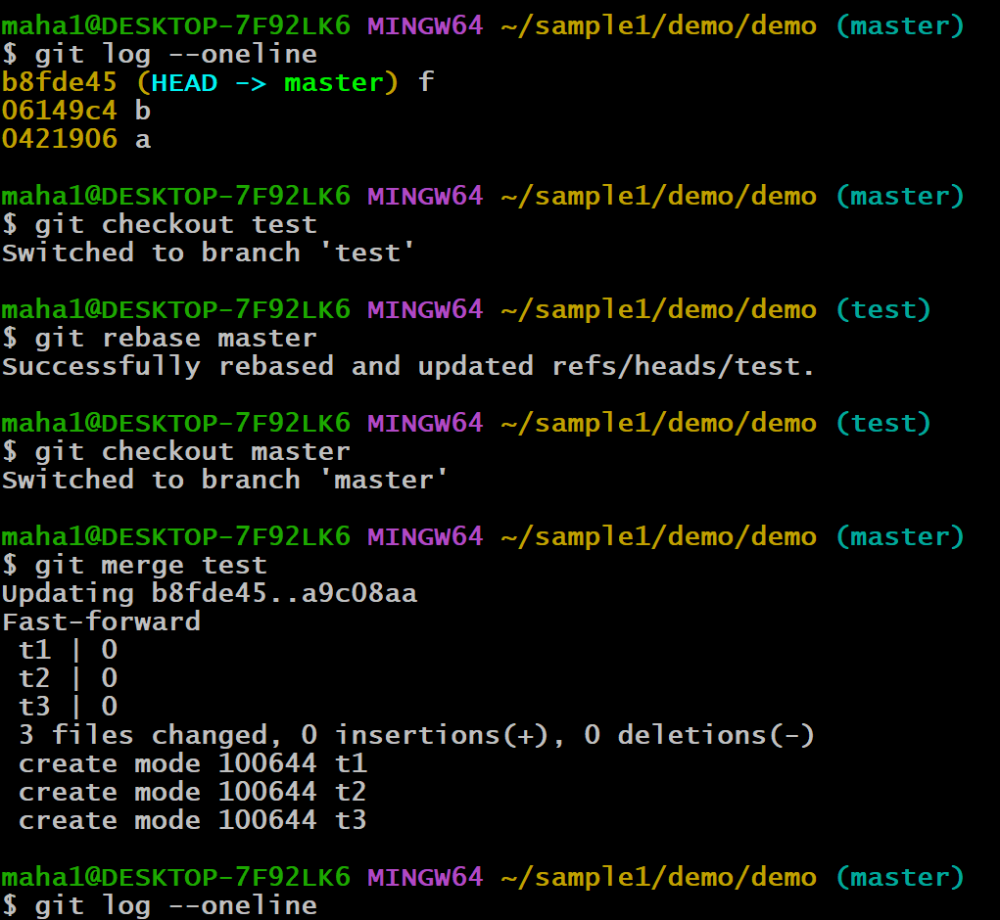 maha1@DESKTOP-7F92LK6 MINGW64 ~/sample1/demo/demo (master)
$ git log --oneline
b8fde45 (HEAD -> master) f
06149c4 b
0421906 a
maha1@DESKTOP-7F92LK6 MINGW64 ~/sample1/demo/demo (master)
$ git checkout test
Switched to branch 'test'
maha1@DESKTOP-7F92LK6 MINGW64 ~/sample1/demo/demo (test)
$ git rebase master
Successfully rebased and updated refs/heads/test.
maha1@DESKTOP-7F92LK6 MINGW64 ~/sample1/demo/demo (test)
$ git checkout master
Switched to branch 'master'
maha1@DESKTOP-7F92LK6 MINGW64 ~/sample1/demo/demo (master)
$ git merge test
Updating b8fde45..a9c08aa
Fast-forward
 t1 | 0
 t2 | 0
 t3 | 0
 3 files changed, 0 insertions(+), 0 deletions(-)
 create mode 100644 t1
 create mode 100644 t2
 create mode 100644 t3
maha1@DESKTOP-7F92LK6 MINGW64 ~/sample1/demo/demo (master)
$ git log --oneline